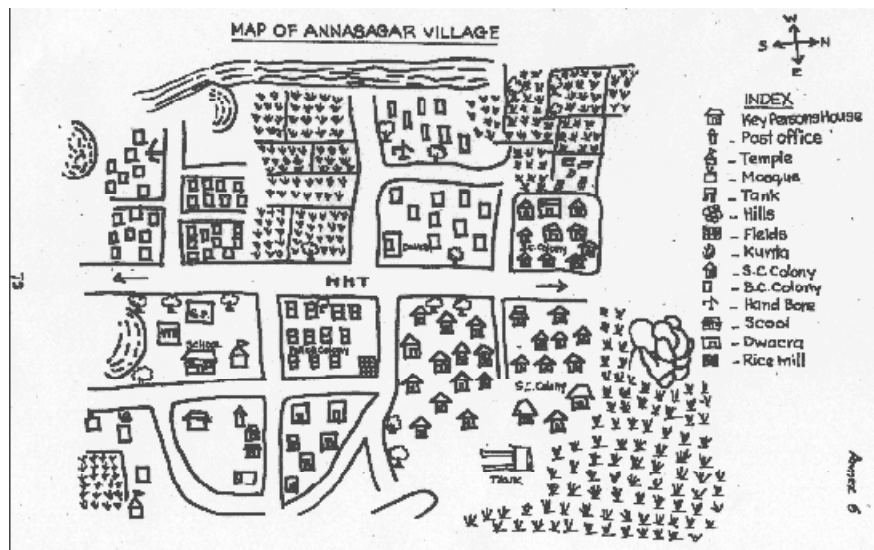 MAP OF ANNASAGAR VILLAGE
W
S N
E
INDEX
Key Persons House
- Post office
- Temple
- Mosque
- Tank
- Hills
- Fields
- Kunta
- S.C. Colony
- B.C. Colony
- Hand Bore
- Scool
- Dwacra
- Rice mill
S.C. Colony
School
Colony
S.C. Colony
Tank
Annex 6